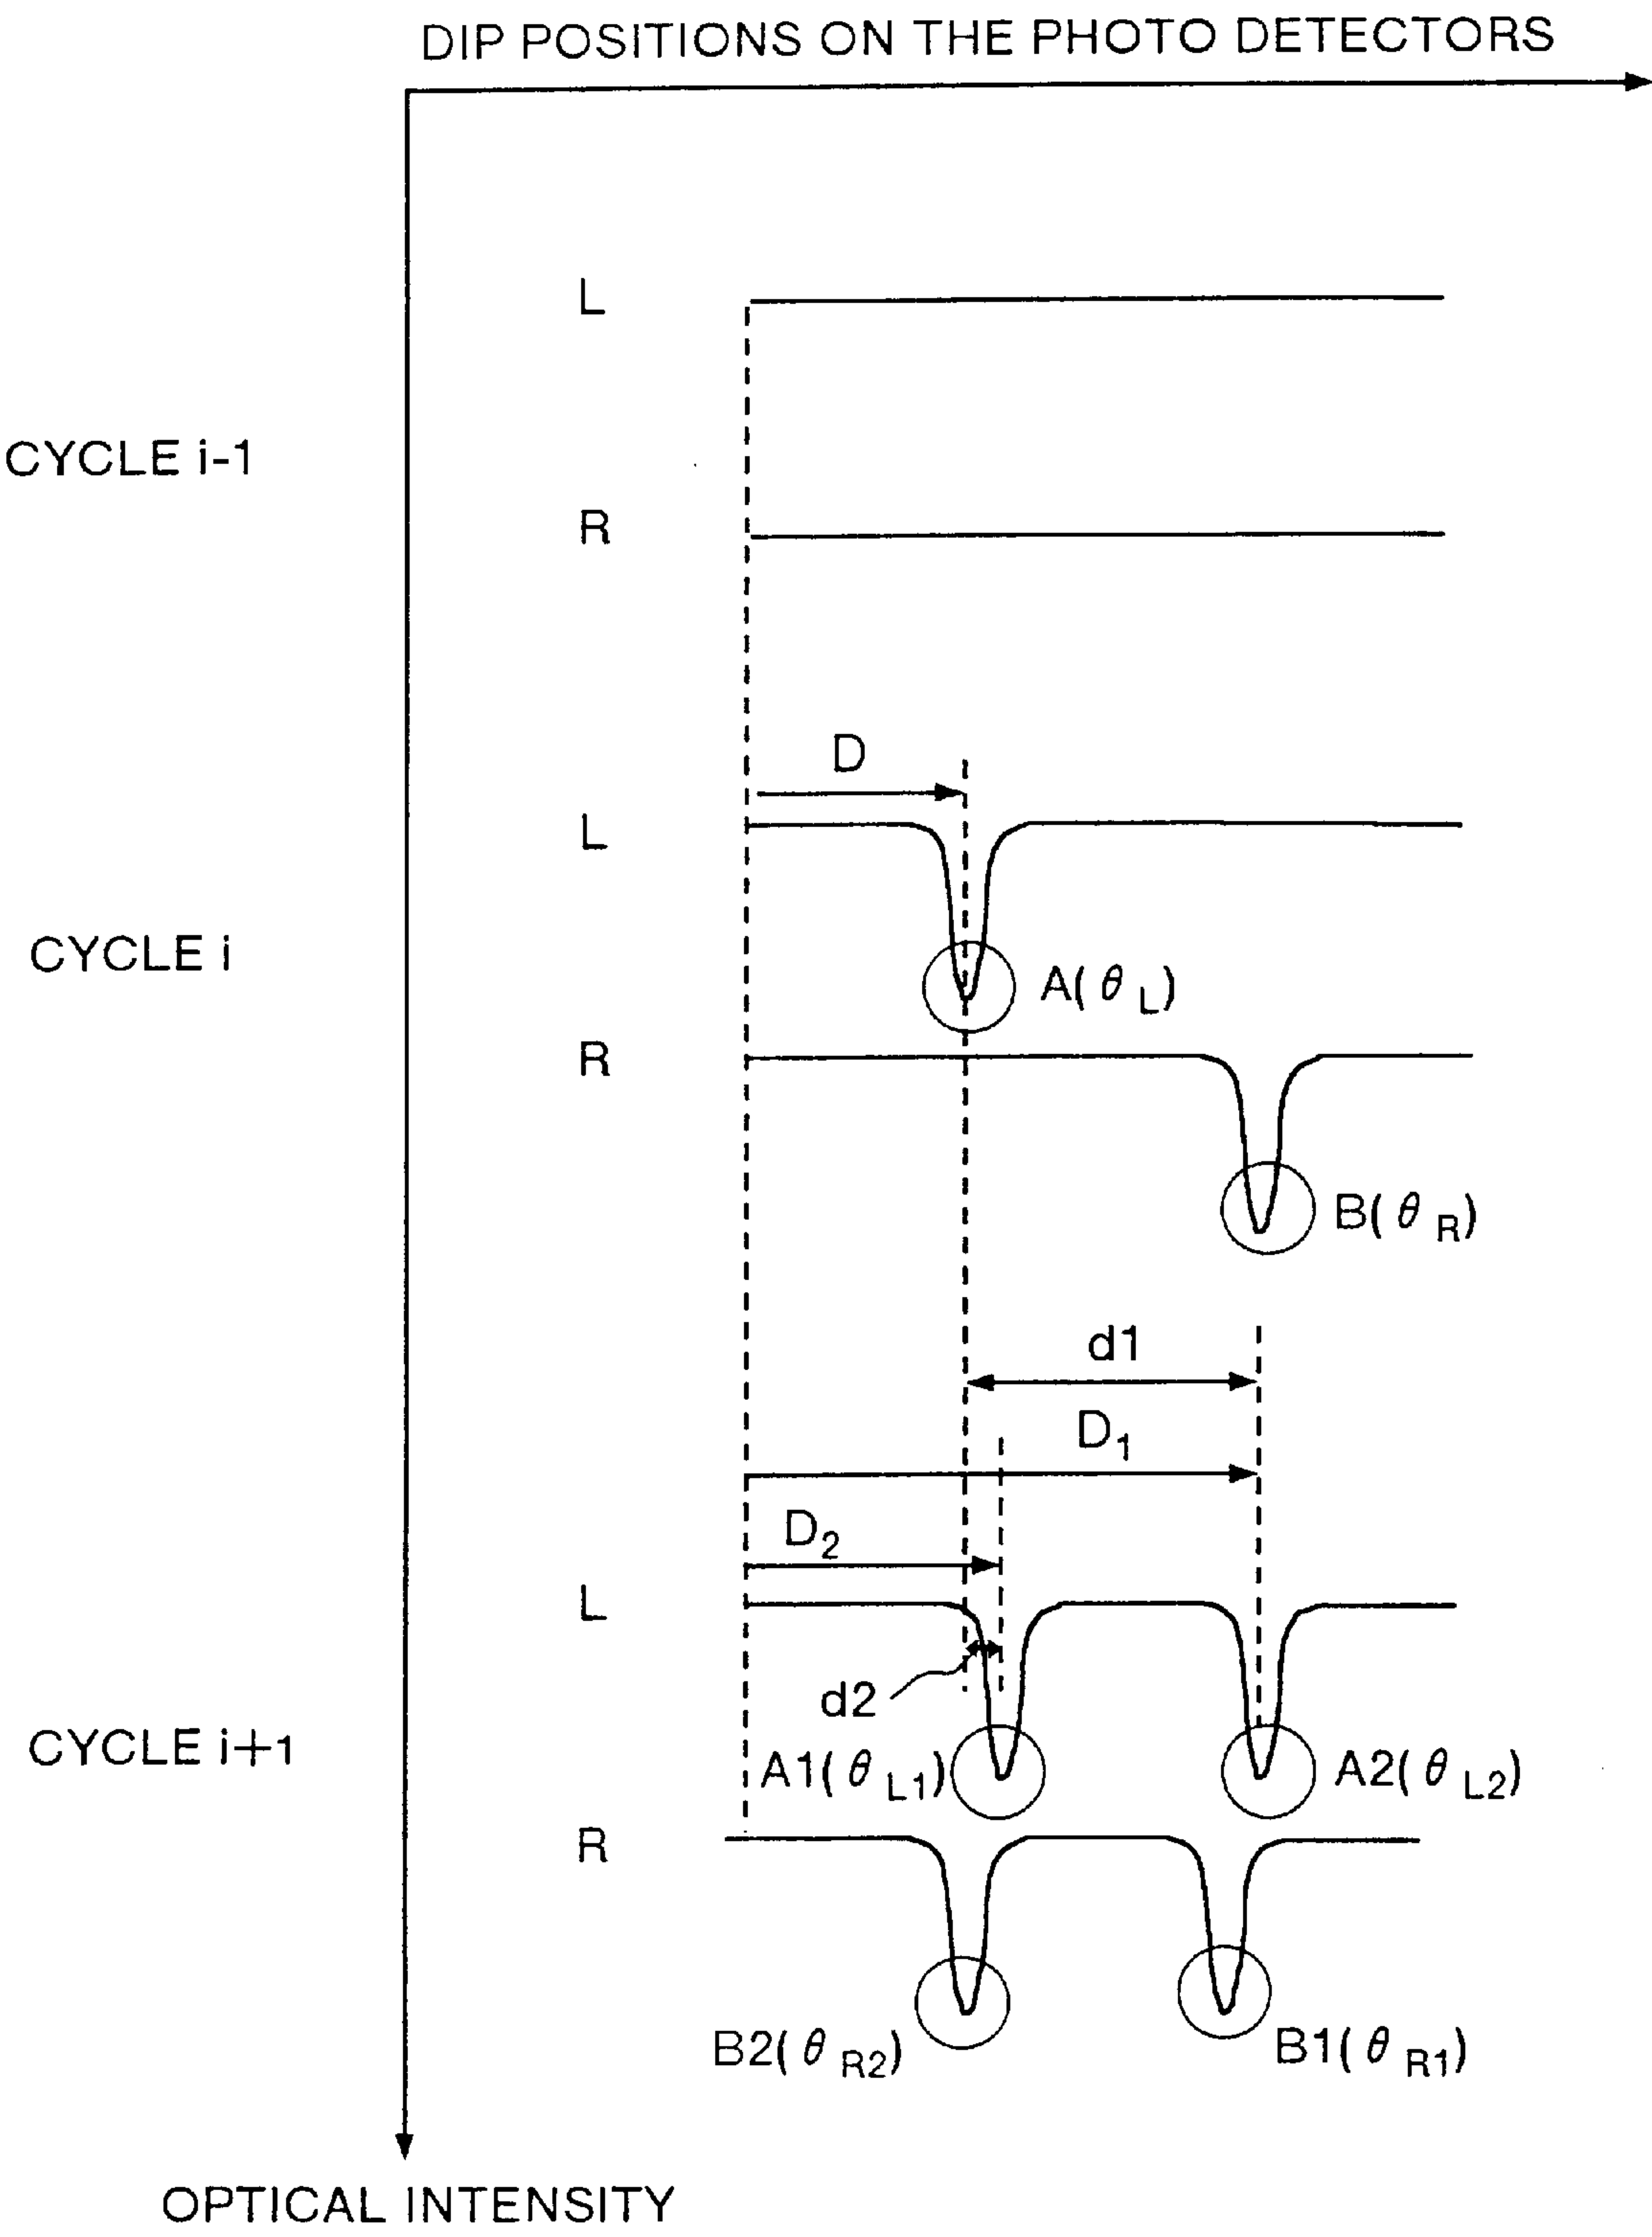 DIP POSITIONS ON THE PHOTO DETECTORS
L
CYCLE i-1
R
D
L
CYCLE i
A( θ L)
R
B( θ R)
d1
D1
D2
L
d2
CYCLE i+1
A1( θ L1)
A2( θ L2)
R
B2( θ R2)
B1( θ R1)
OPTICAL INTENSITY